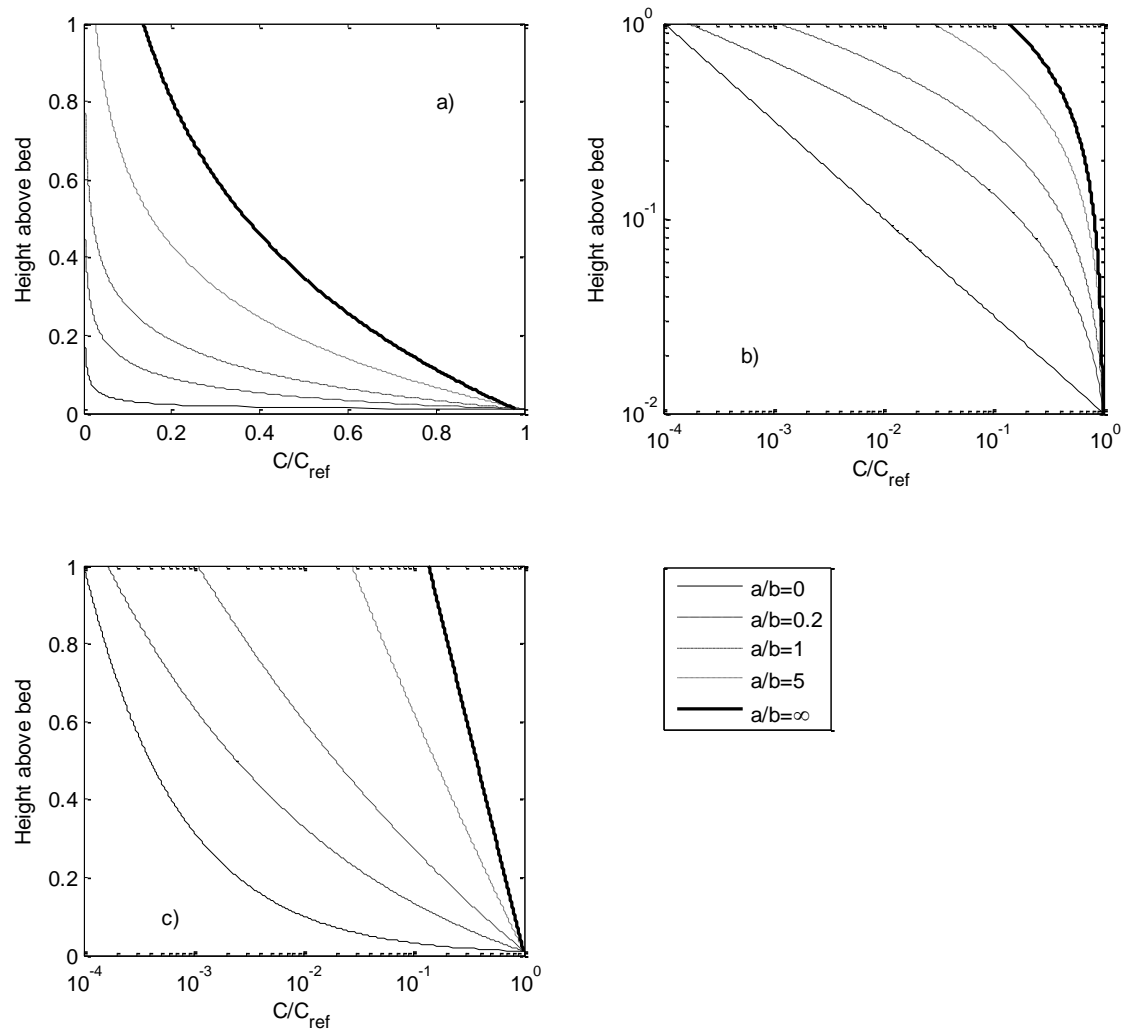 1
0.8
0.6
0.4
0.2
0
Height above bed
a)
0 0.2 0.4 0.6 0.8 1
C/C_ref
10^0
10^-1
10^-2
Height above bed
b)
10^-4 10^-3 10^-2 10^-1 10^0
C/C_ref
1
0.8
0.6
0.4
0.2
0
Height above bed
c)
10^-4 10^-3 10^-2 10^-1 10^0
C/C_ref
a/b=0
a/b=0.2
a/b=1
a/b=5
a/b=∞